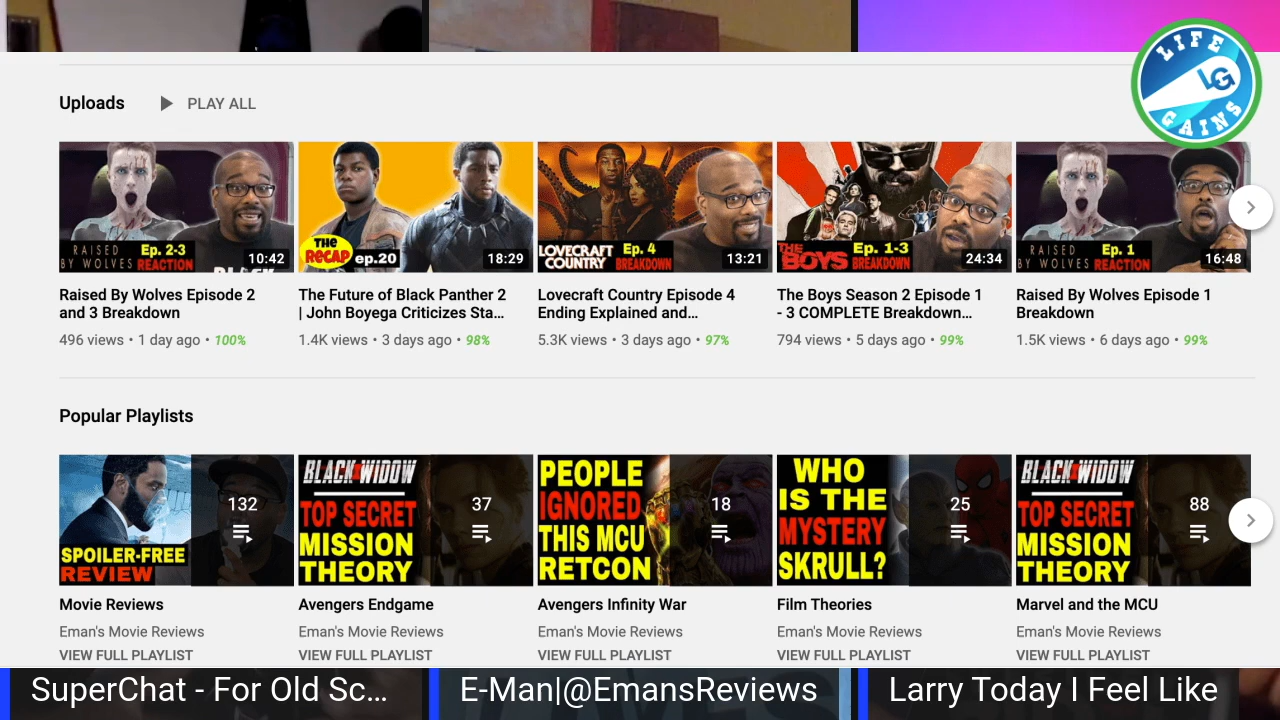 LIFE
LG
GAINS
Uploads
PLAY ALL
RAISED
BY WOLVES
Ep. 2-3
REACTION
10:42
THE
RECAP
ep.20
18:29
LOVECRAFT
COUNTRY
Ep. 4
BREAKDOWN
13:21
THE
BOYS
Ep. 1-3
BREAKDOWN
24:34
RAISED
BY WOLVES
Ep. 1
REACTION
16:48
Raised By Wolves Episode 2
and 3 Breakdown
496 views • 1 day ago • 100%
The Future of Black Panther 2
| John Boyega Criticizes Sta...
1.4K views • 3 days ago • 98%
Lovecraft Country Episode 4
Ending Explained and...
5.3K views • 3 days ago • 97%
The Boys Season 2 Episode 1
- 3 COMPLETE Breakdown...
794 views • 5 days ago • 99%
Raised By Wolves Episode 1
Breakdown
1.5K views • 6 days ago • 99%
Popular Playlists
SPOILER-FREE
REVIEW
132
BLACK WIDOW
TOP SECRET
MISSION
THEORY
37
PEOPLE
IGNORED
THIS MCU
RETCON
18
WHO
IS THE
MYSTERY
SKRULL?
25
BLACK WIDOW
TOP SECRET
MISSION
THEORY
88
Movie Reviews
Eman's Movie Reviews
VIEW FULL PLAYLIST
Avengers Endgame
Eman's Movie Reviews
VIEW FULL PLAYLIST
Avengers Infinity War
Eman's Movie Reviews
VIEW FULL PLAYLIST
Film Theories
Eman's Movie Reviews
VIEW FULL PLAYLIST
Marvel and the MCU
Eman's Movie Reviews
VIEW FULL PLAYLIST
SuperChat - For Old Sc...
E-Man|@EmansReviews
Larry Today I Feel Like